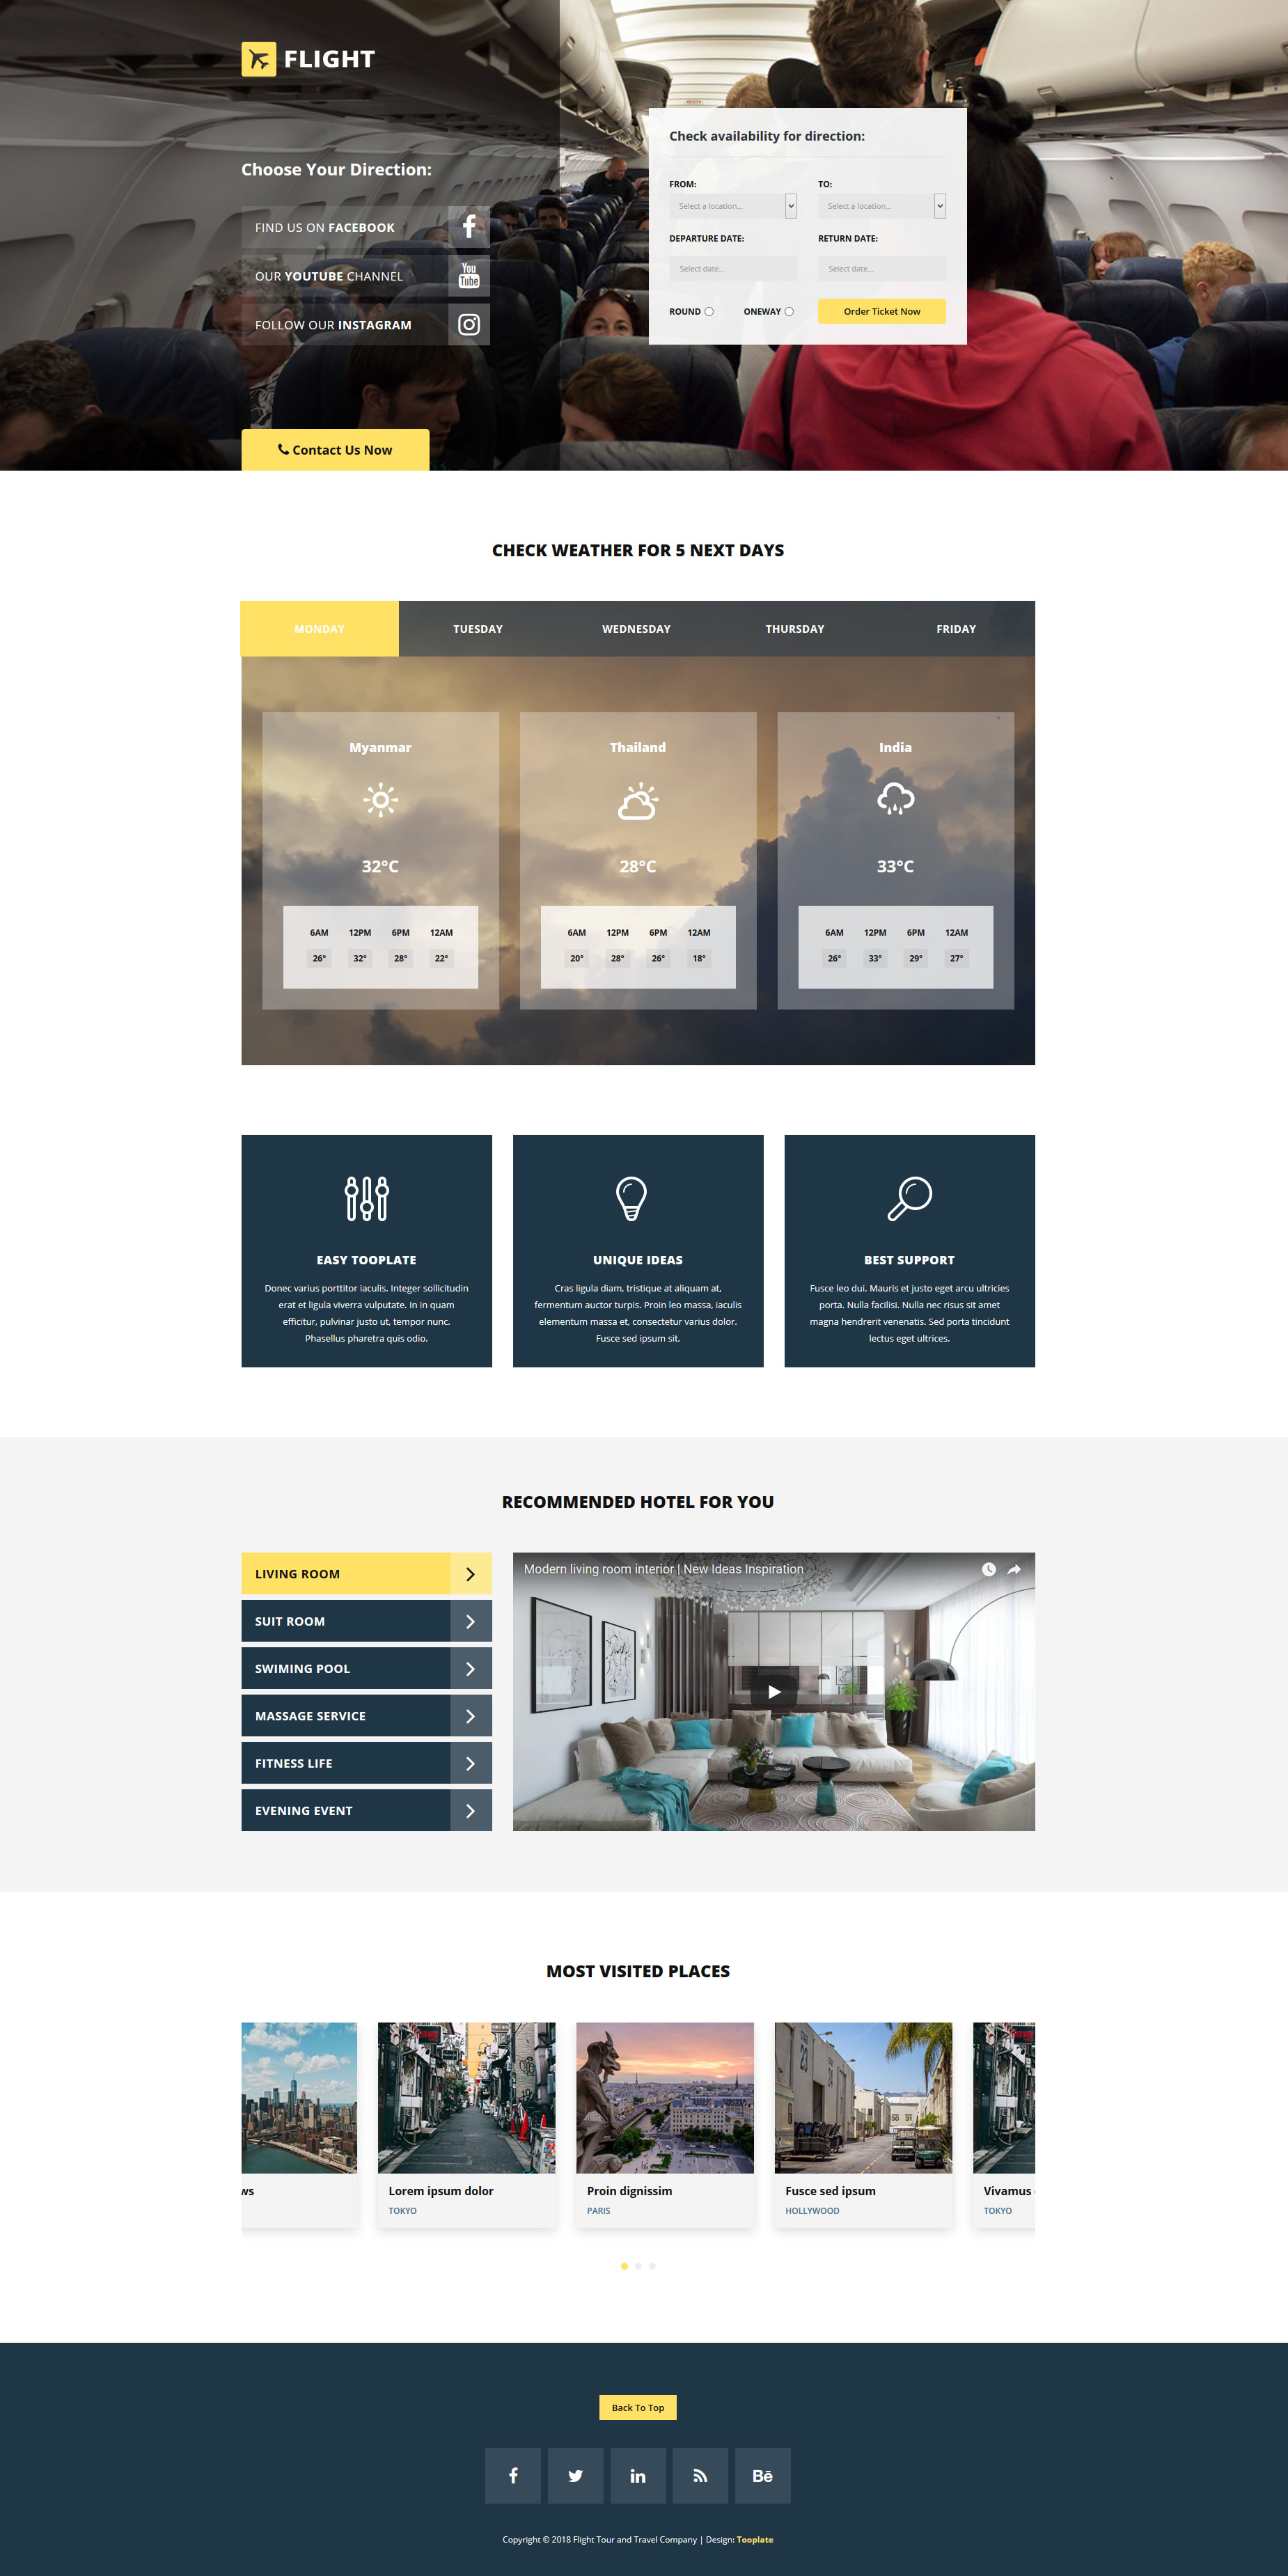 FLIGHT
Choose Your Direction:
FIND US ON FACEBOOK
OUR YOUTUBE CHANNEL
You
Tube
FOLLOW OUR INSTAGRAM
Contact Us Now
Check availability for direction:
FROM:
TO:
Select a location...
Select a location...
DEPARTURE DATE:
RETURN DATE:
Select date...
Select date...
ROUND
ONEWAY
Order Ticket Now
CHECK WEATHER FOR 5 NEXT DAYS
MONDAY
TUESDAY
WEDNESDAY
THURSDAY
FRIDAY
Myanmar
32°C
6AM 12PM 6PM 12AM
26° 32° 28° 22°
Thailand
28°C
6AM 12PM 6PM 12AM
20° 28° 26° 18°
India
33°C
6AM 12PM 6PM 12AM
26° 33° 29° 27°
EASY TOOPLATE
Donec varius porttitor iaculis. Integer sollicitudin
erat et ligula viverra vulputate. In in quam
efficitur, pulvinar justo ut, tempor nunc.
Phasellus pharetra quis odio.
UNIQUE IDEAS
Cras ligula diam, tristique at aliquam at,
fermentum auctor turpis. Proin leo massa, iaculis
elementum massa et, consectetur varius dolor.
Fusce sed ipsum sit.
BEST SUPPORT
Fusce leo dui. Mauris et justo eget arcu ultricies
porta. Nulla facilisi. Nulla nec risus sit amet
magna hendrerit venenatis. Sed porta tincidunt
lectus eget ultrices.
RECOMMENDED HOTEL FOR YOU
LIVING ROOM
SUIT ROOM
SWIMING POOL
MASSAGE SERVICE
FITNESS LIFE
EVENING EVENT
Modern living room interior | New Ideas Inspiration
MOST VISITED PLACES
ws
Lorem ipsum dolor
TOKYO
Proin dignissim
PARIS
Fusce sed ipsum
HOLLYWOOD
Vivamus
TOKYO
Back To Top
in
Bē
Copyright © 2018 Flight Tour and Travel Company | Design: Tooplate